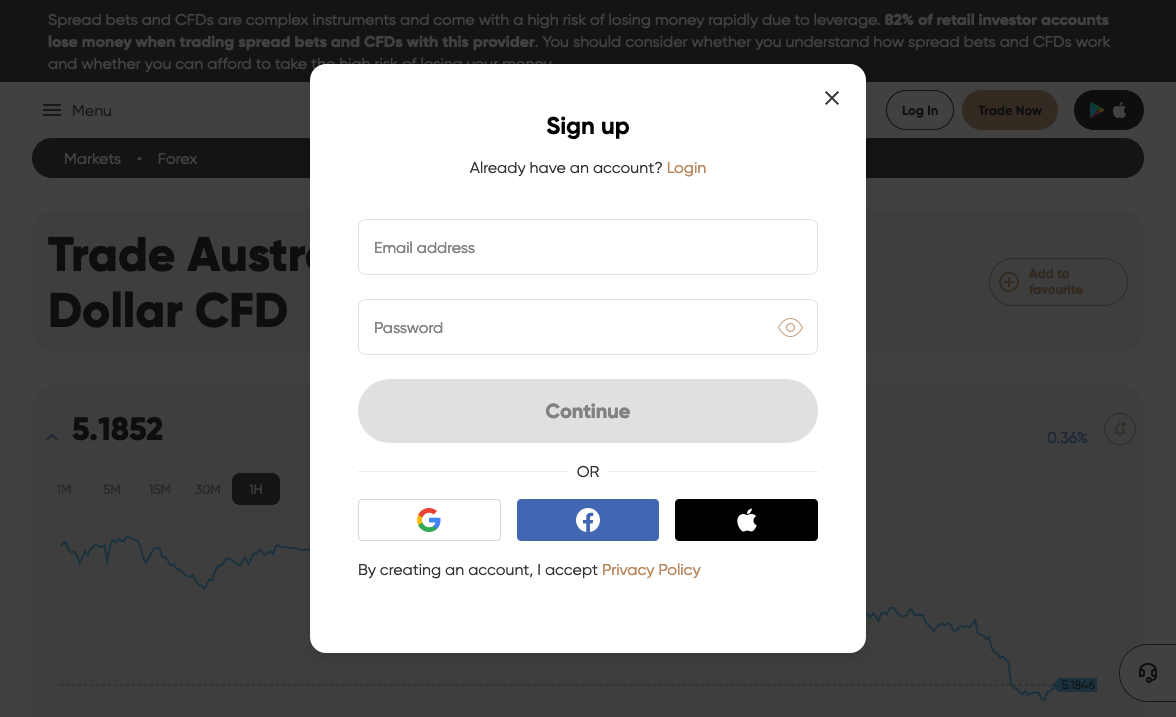 Spread bets and CFDs are complex instruments and come with a high risk of losing money rapidly due to leverage. 82% of retail investor accounts
lose money when trading spread bets and CFDs with this provider. You should consider whether you understand how spread bets and CFDs work
and whether you can afford to take the high risk of losing your money.
Menu
Log In
Trade Now
Markets • Forex
Trade Austr
Dollar CFD
Add to
favourite
5.1852
0.36%
1M 5M 15M 30M 1H
5.1846
Sign up
Already have an account? Login
Email address
Password
Continue
OR
By creating an account, I accept Privacy Policy